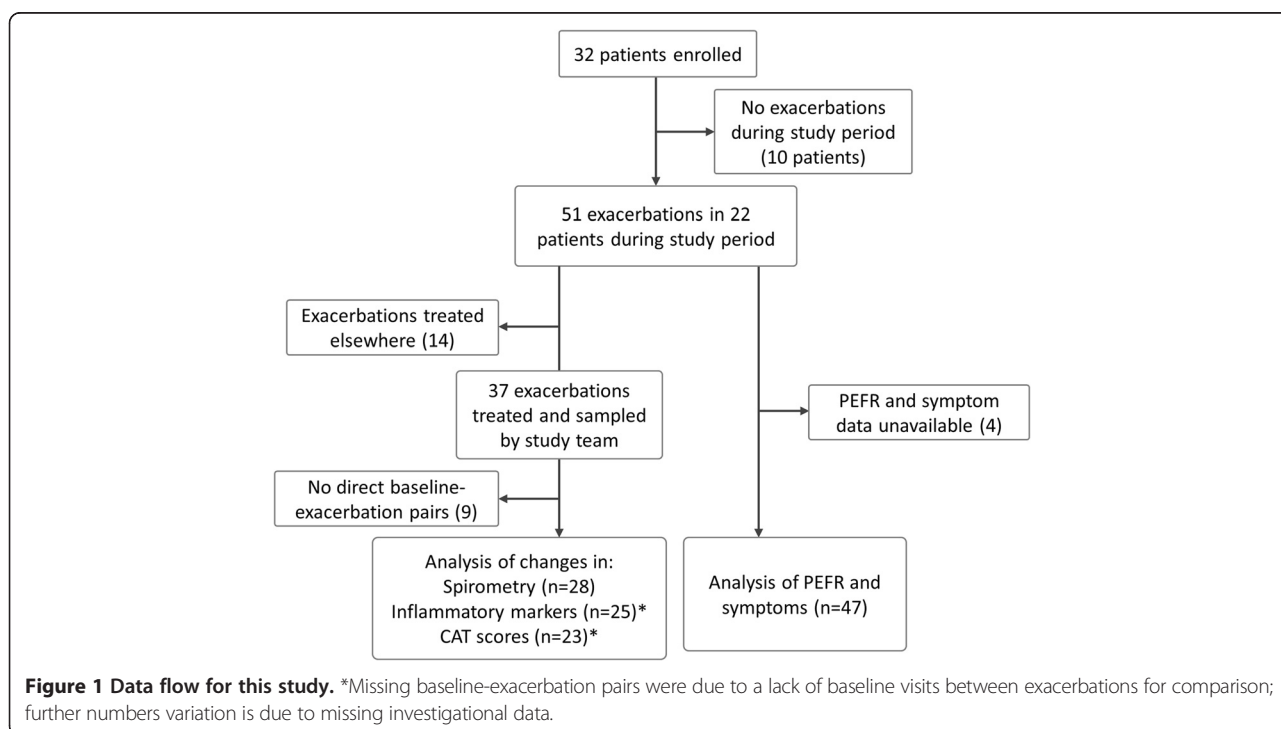 32 patients enrolled
No exacerbations
during study period
(10 patients)
51 exacerbations in 22
patients during study period
Exacerbations treated
elsewhere (14)
37 exacerbations
treated and sampled
by study team
PEFR and symptom
data unavailable (4)
No direct baseline-
exacerbation pairs (9)
Analysis of changes in:
Spirometry (n=28)
Inflammatory markers (n=25)*
CAT scores (n=23)*
Analysis of PEFR and
symptoms (n=47)
Figure 1 Data flow for this study. *Missing baseline-exacerbation pairs were due to a lack of baseline visits between exacerbations for comparison;
further numbers variation is due to missing investigational data.